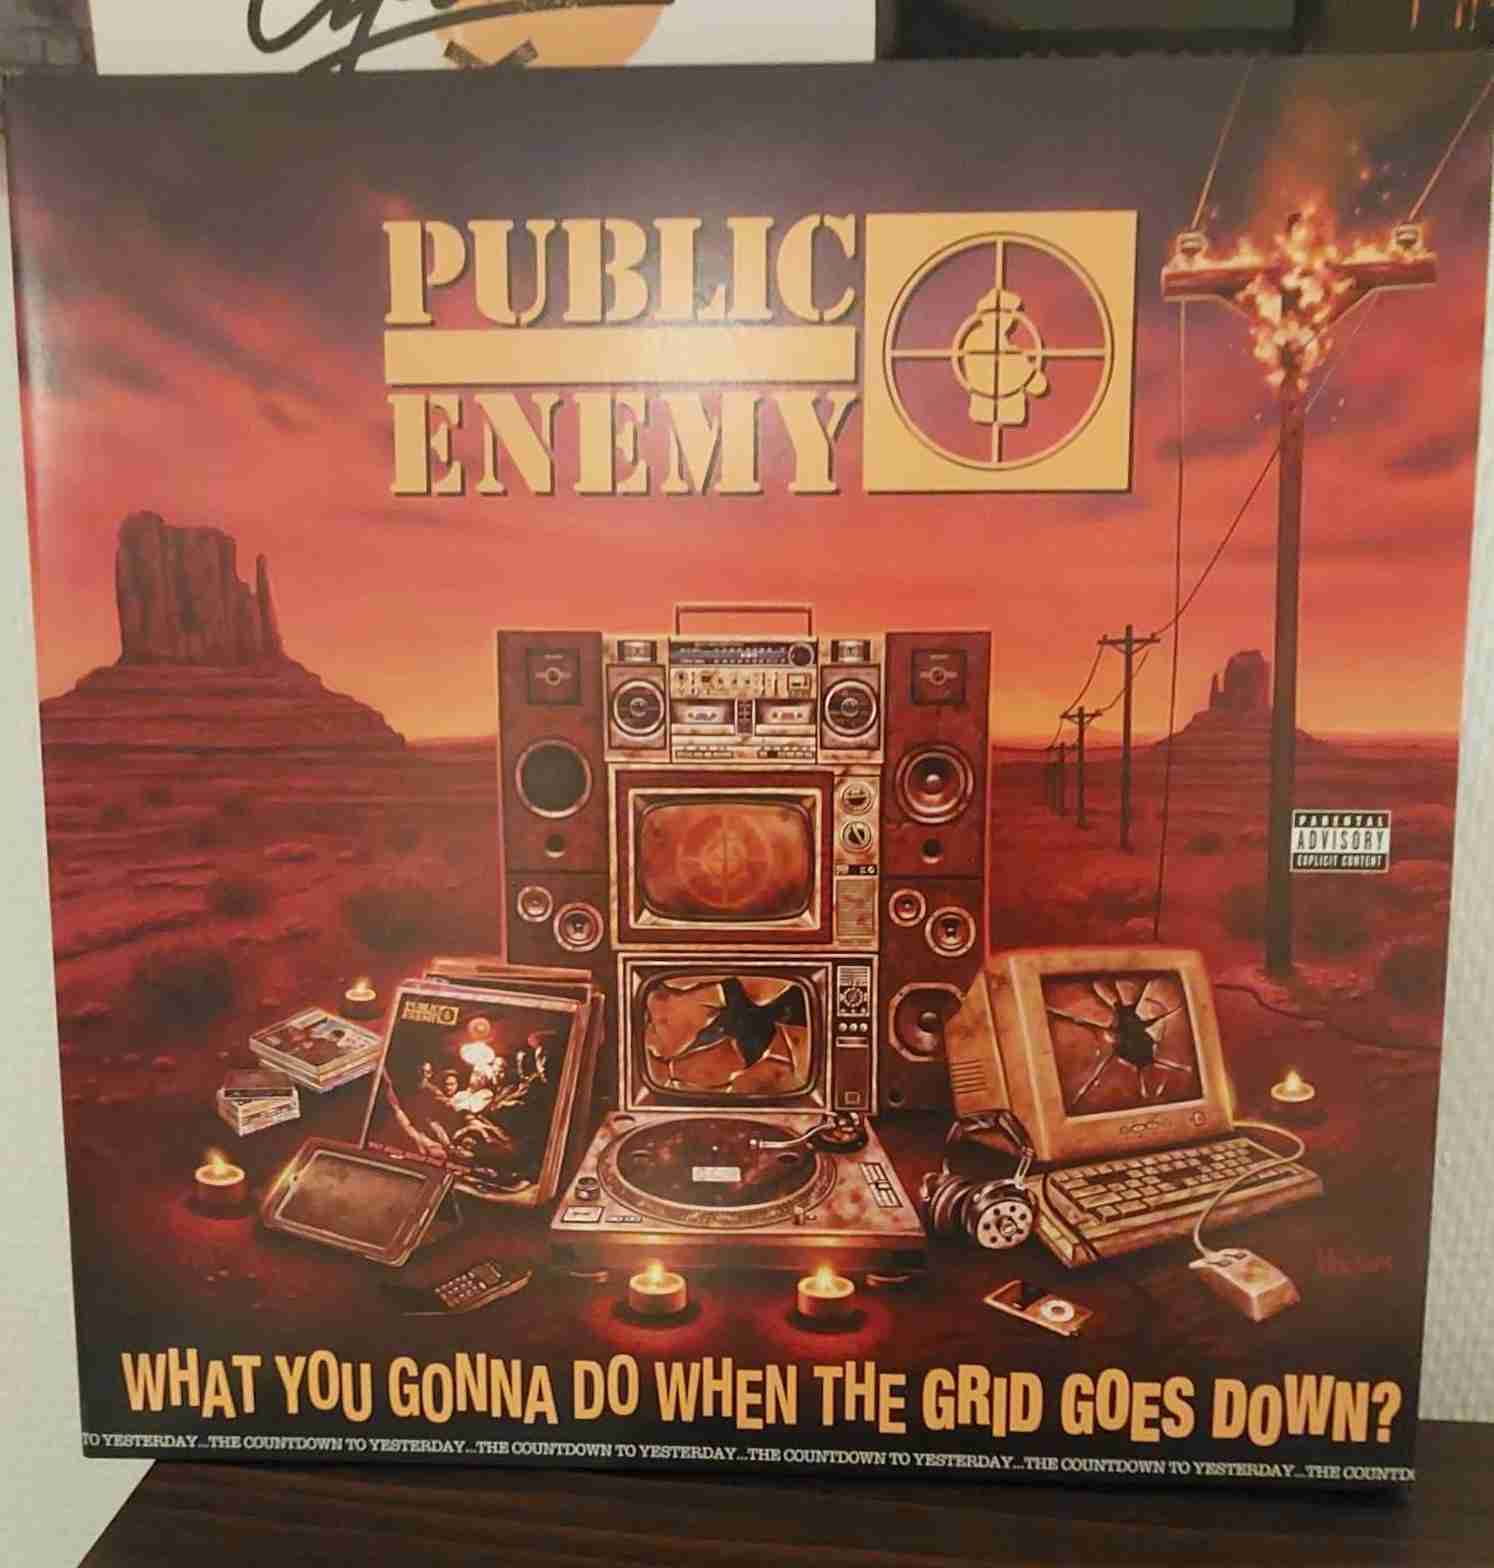 PUBLIC
ENEMY
PARENTAL
ADVISORY
EXPLICIT CONTENT
WHAT YOU GONNA DO WHEN THE GRID GOES DOWN?
TO YESTERDAY...THE COUNTDOWN TO YESTERDAY...THE COUNTDOWN TO YESTERDAY...THE COUNTDOWN TO YESTERDAY...THE COUNTDOWN TO YESTERDAY...THE COUNTD